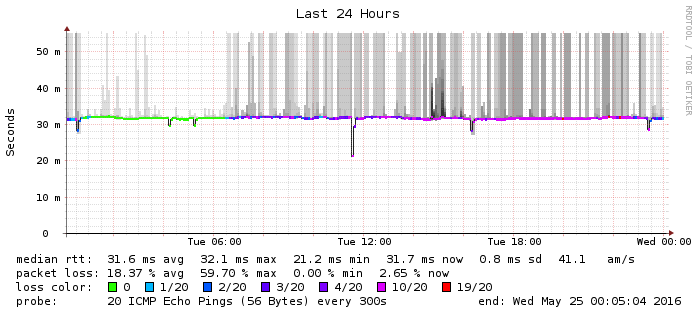 Last 24 Hours
RRDTOOL / TOBI OETIKER
Seconds
50 m
40 m
30 m
20 m
10 m
0
Tue 06:00 Tue 12:00 Tue 18:00 Wed 00:00
median rtt: 31.6 ms avg 32.1 ms max 21.2 ms min 31.7 ms now 0.8 ms sd 41.1 am/s
packet loss: 18.37 % avg 59.70 % max 0.00 % min 2.65 % now
loss color: 0 1/20 2/20 3/20 4/20 10/20 19/20
probe: 20 ICMP Echo Pings (56 Bytes) every 300s end: Wed May 25 00:05:04 2016